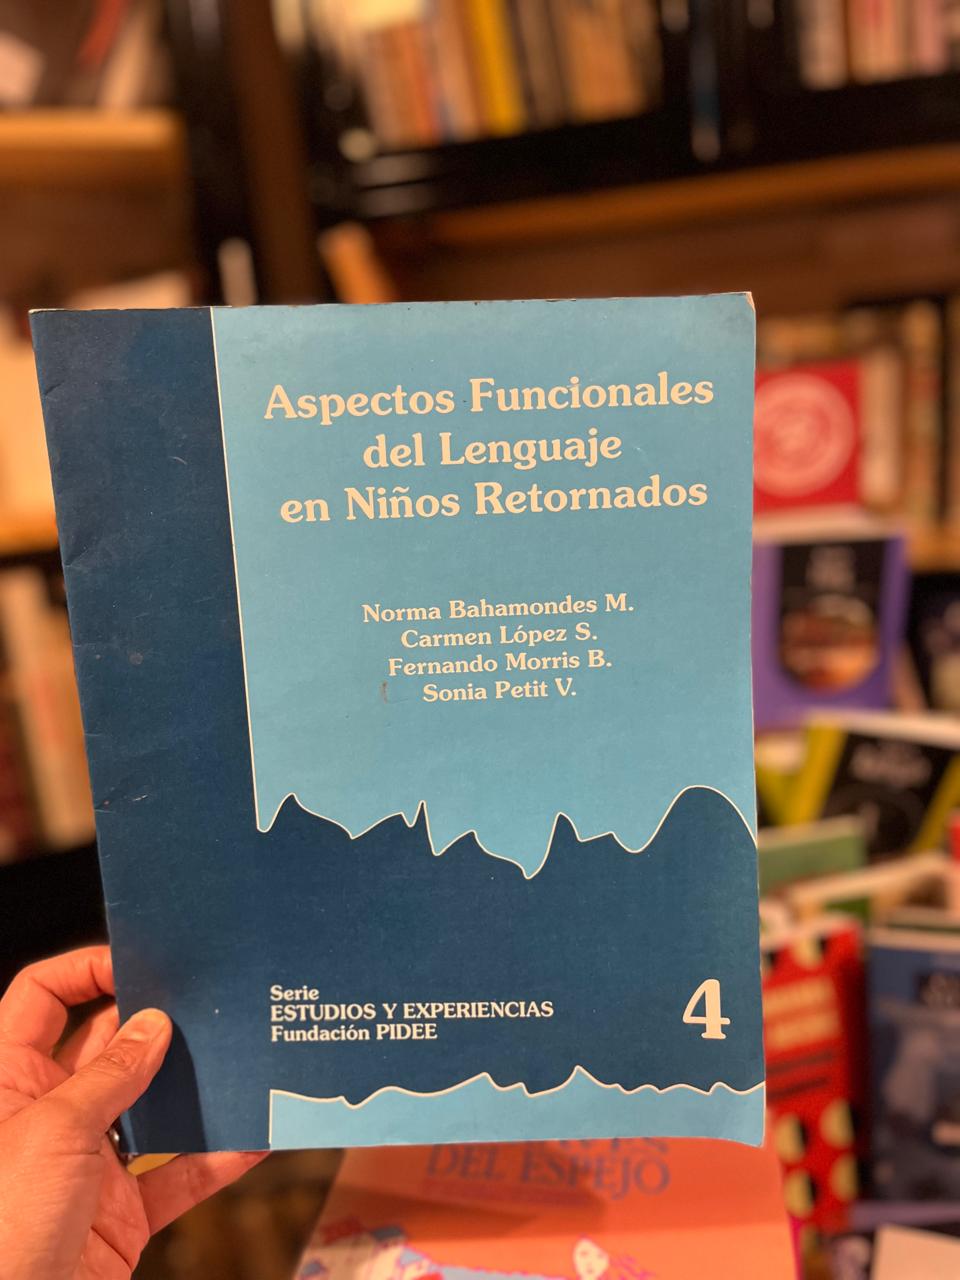 Aspectos Funcionales
del Lenguaje
en Niños Retornados
Norma Bahamondes M.
Carmen López S.
Fernando Morris B.
Sonia Petit V.
Serie
ESTUDIOS Y EXPERIENCIAS
Fundación PIDEE
4
DEL ESPEJO